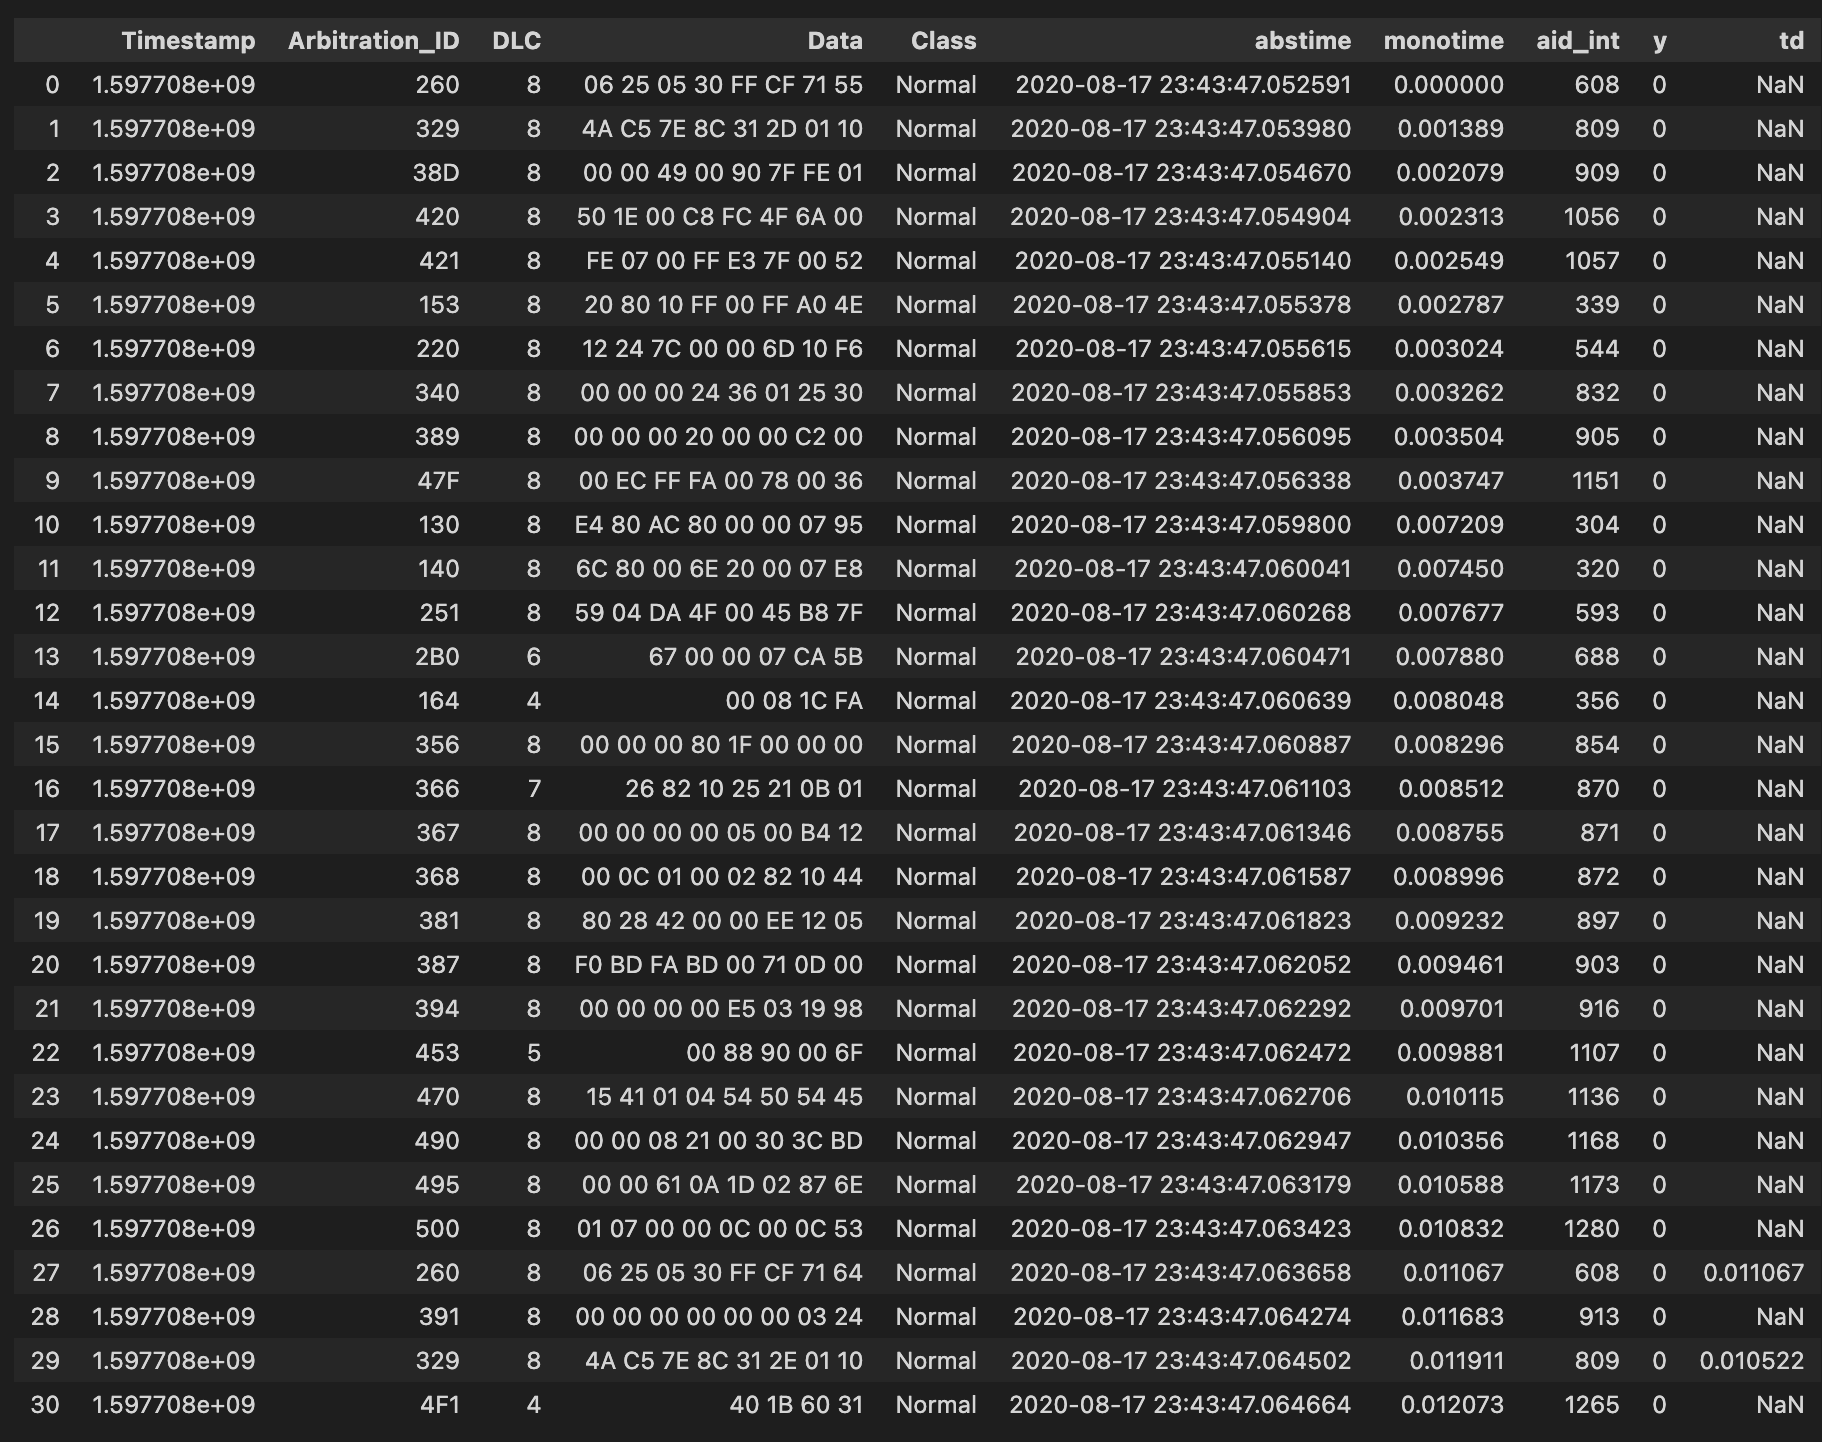 Timestamp Arbitration_ID DLC Data Class abstime monotime aid_int y td
0 1.597708e+09 260 8 06 25 05 30 FF CF 71 55 Normal 2020-08-17 23:43:47.052591 0.000000 608 0 NaN
1 1.597708e+09 329 8 4A C5 7E 8C 31 2D 01 10 Normal 2020-08-17 23:43:47.053980 0.001389 809 0 NaN
2 1.597708e+09 38D 8 00 00 49 00 90 7F FE 01 Normal 2020-08-17 23:43:47.054670 0.002079 909 0 NaN
3 1.597708e+09 420 8 50 1E 00 C8 FC 4F 6A 00 Normal 2020-08-17 23:43:47.054904 0.002313 1056 0 NaN
4 1.597708e+09 421 8 FE 07 00 FF E3 7F 00 52 Normal 2020-08-17 23:43:47.055140 0.002549 1057 0 NaN
5 1.597708e+09 153 8 20 80 10 FF 00 FF A0 4E Normal 2020-08-17 23:43:47.055378 0.002787 339 0 NaN
6 1.597708e+09 220 8 12 24 7C 00 00 6D 10 F6 Normal 2020-08-17 23:43:47.055615 0.003024 544 0 NaN
7 1.597708e+09 340 8 00 00 00 24 36 01 25 30 Normal 2020-08-17 23:43:47.055853 0.003262 832 0 NaN
8 1.597708e+09 389 8 00 00 00 20 00 00 C2 00 Normal 2020-08-17 23:43:47.056095 0.003504 905 0 NaN
9 1.597708e+09 47F 8 00 EC FF FA 00 78 00 36 Normal 2020-08-17 23:43:47.056338 0.003747 1151 0 NaN
10 1.597708e+09 130 8 E4 80 AC 80 00 00 07 95 Normal 2020-08-17 23:43:47.059800 0.007209 304 0 NaN
11 1.597708e+09 140 8 6C 80 00 6E 20 00 07 E8 Normal 2020-08-17 23:43:47.060041 0.007450 320 0 NaN
12 1.597708e+09 251 8 59 04 DA 4F 00 45 B8 7F Normal 2020-08-17 23:43:47.060268 0.007677 593 0 NaN
13 1.597708e+09 2B0 6 67 00 00 07 CA 5B Normal 2020-08-17 23:43:47.060471 0.007880 688 0 NaN
14 1.597708e+09 164 4 00 08 1C FA Normal 2020-08-17 23:43:47.060639 0.008048 356 0 NaN
15 1.597708e+09 356 8 00 00 00 80 1F 00 00 00 Normal 2020-08-17 23:43:47.060887 0.008296 854 0 NaN
16 1.597708e+09 366 7 26 82 10 25 21 0B 01 Normal 2020-08-17 23:43:47.061103 0.008512 870 0 NaN
17 1.597708e+09 367 8 00 00 00 00 05 00 B4 12 Normal 2020-08-17 23:43:47.061346 0.008755 871 0 NaN
18 1.597708e+09 368 8 00 0C 01 00 02 82 10 44 Normal 2020-08-17 23:43:47.061587 0.008996 872 0 NaN
19 1.597708e+09 381 8 80 28 42 00 00 EE 12 05 Normal 2020-08-17 23:43:47.061823 0.009232 897 0 NaN
20 1.597708e+09 387 8 F0 BD FA BD 00 71 0D 00 Normal 2020-08-17 23:43:47.062052 0.009461 903 0 NaN
21 1.597708e+09 394 8 00 00 00 00 E5 03 19 98 Normal 2020-08-17 23:43:47.062292 0.009701 916 0 NaN
22 1.597708e+09 453 5 00 88 90 00 6F Normal 2020-08-17 23:43:47.062472 0.009881 1107 0 NaN
23 1.597708e+09 470 8 15 41 01 04 54 50 54 45 Normal 2020-08-17 23:43:47.062706 0.010115 1136 0 NaN
24 1.597708e+09 490 8 00 00 08 21 00 30 3C BD Normal 2020-08-17 23:43:47.062947 0.010356 1168 0 NaN
25 1.597708e+09 495 8 00 00 61 0A 1D 02 87 6E Normal 2020-08-17 23:43:47.063179 0.010588 1173 0 NaN
26 1.597708e+09 500 8 01 07 00 00 0C 00 0C 53 Normal 2020-08-17 23:43:47.063423 0.010832 1280 0 NaN
27 1.597708e+09 260 8 06 25 05 30 FF CF 71 64 Normal 2020-08-17 23:43:47.063658 0.011067 608 0 0.011067
28 1.597708e+09 391 8 00 00 00 00 00 00 03 24 Normal 2020-08-17 23:43:47.064274 0.011683 913 0 NaN
29 1.597708e+09 329 8 4A C5 7E 8C 31 2E 01 10 Normal 2020-08-17 23:43:47.064502 0.011911 809 0 0.010522
30 1.597708e+09 4F1 4 40 1B 60 31 Normal 2020-08-17 23:43:47.064664 0.012073 1265 0 NaN